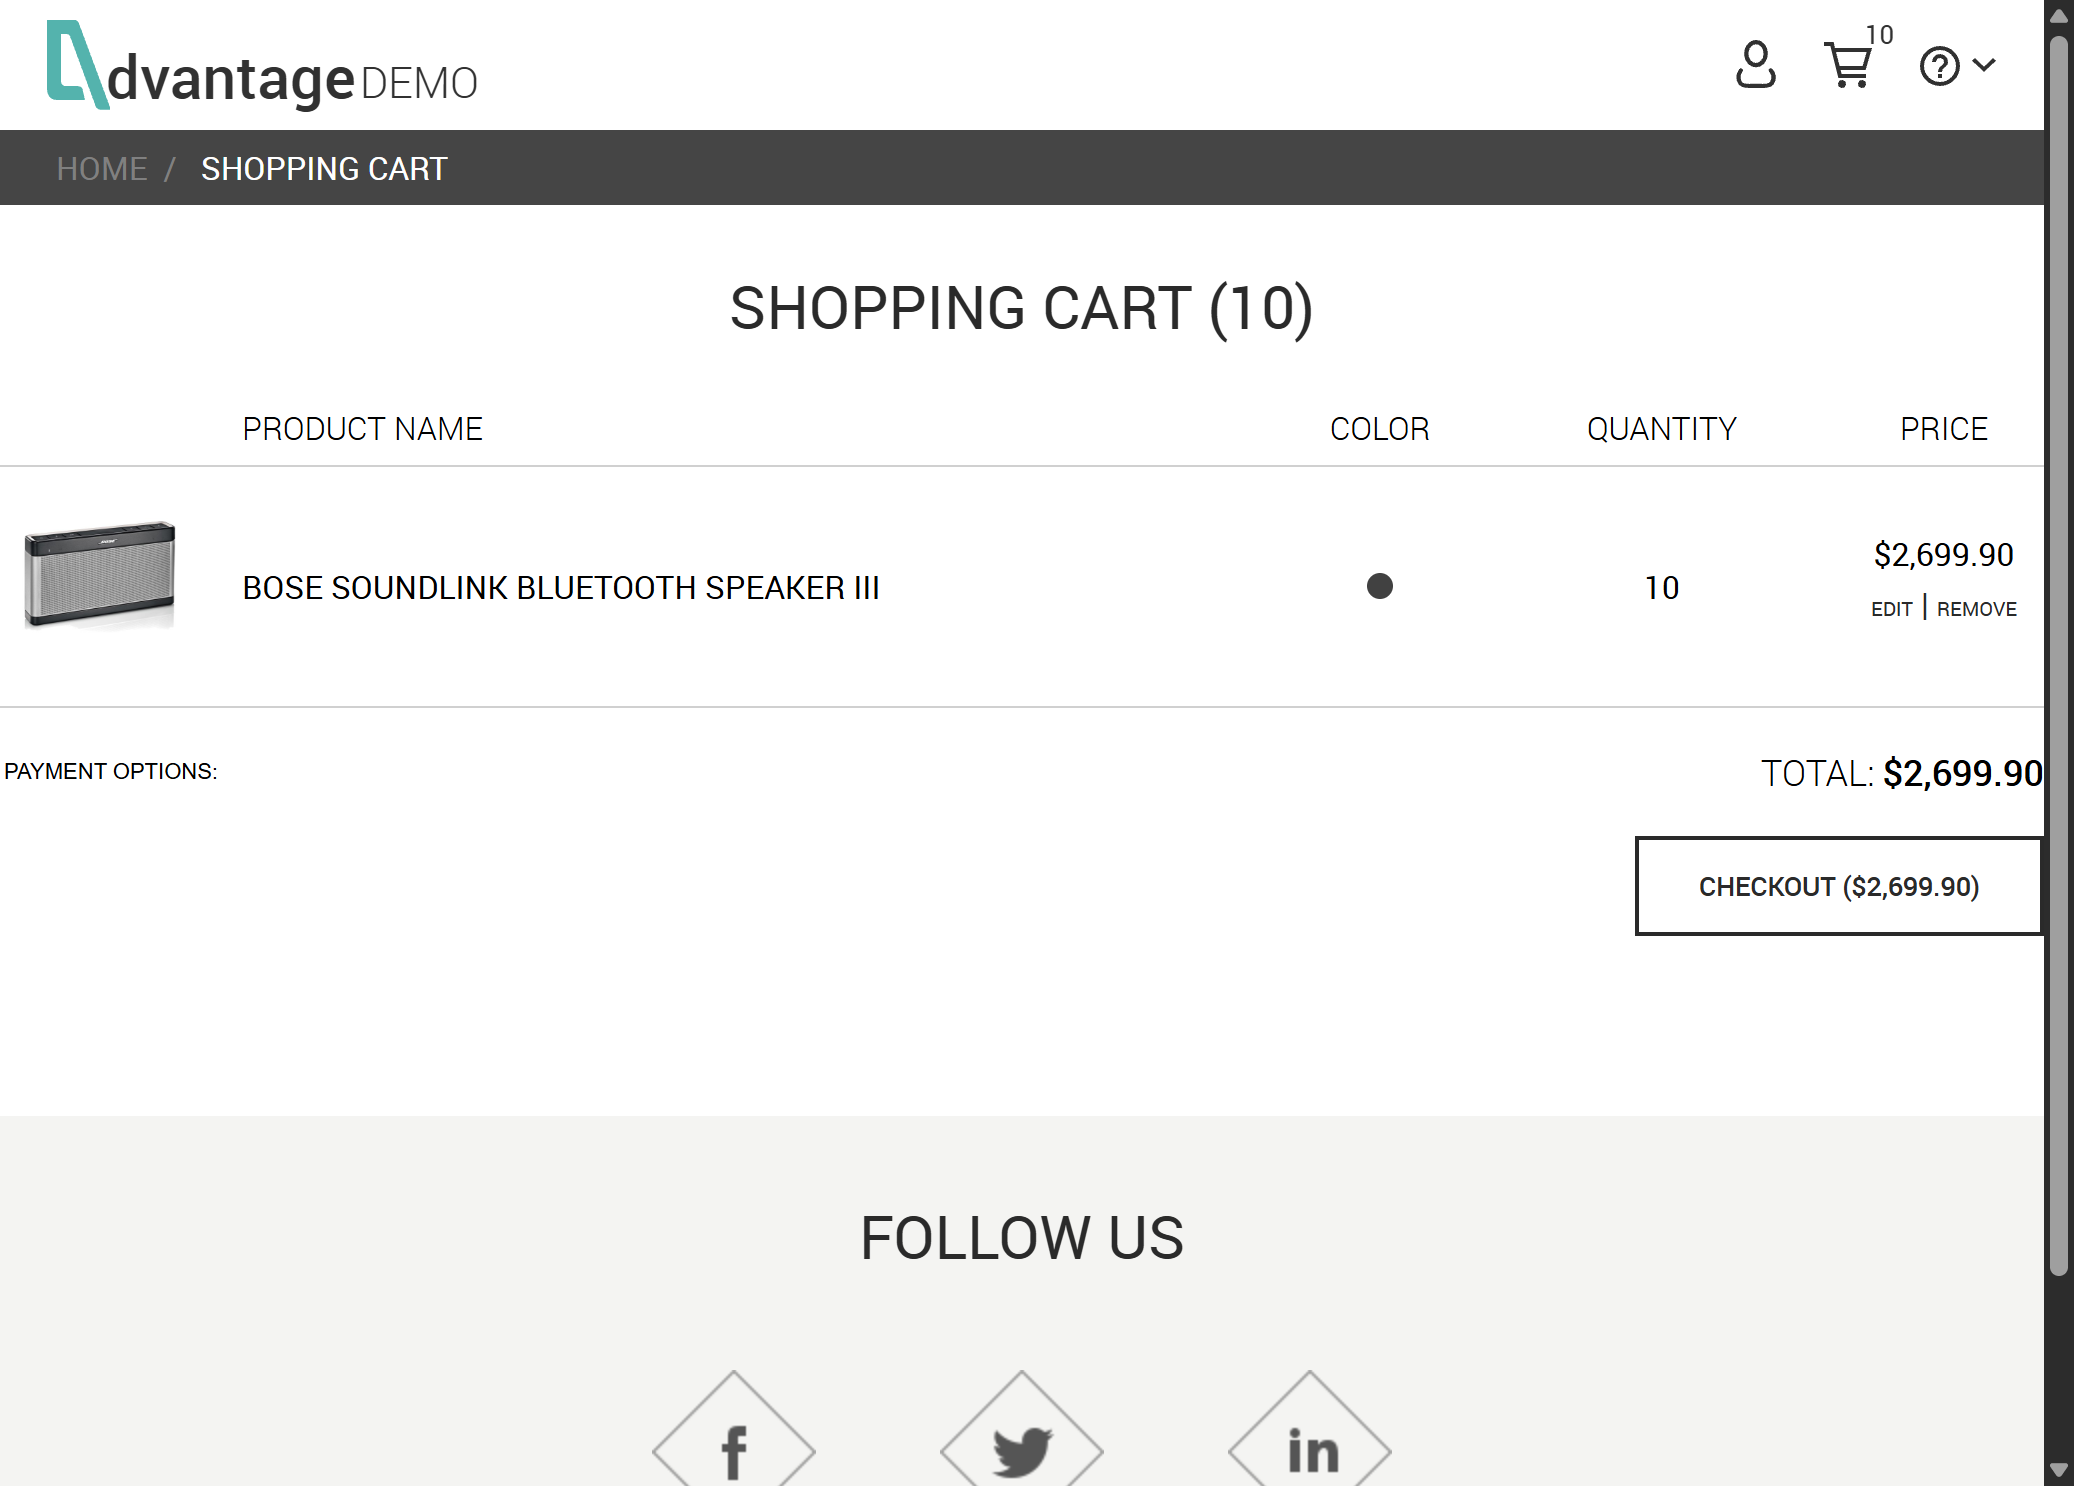 dvantage DEMO
10
HOME / SHOPPING CART
SHOPPING CART (10)
PRODUCT NAME COLOR QUANTITY PRICE
BOSE SOUNDLINK BLUETOOTH SPEAKER III 10 $2,699.90
EDIT | REMOVE
PAYMENT OPTIONS: TOTAL: $2,699.90
CHECKOUT ($2,699.90)
FOLLOW US
f
in